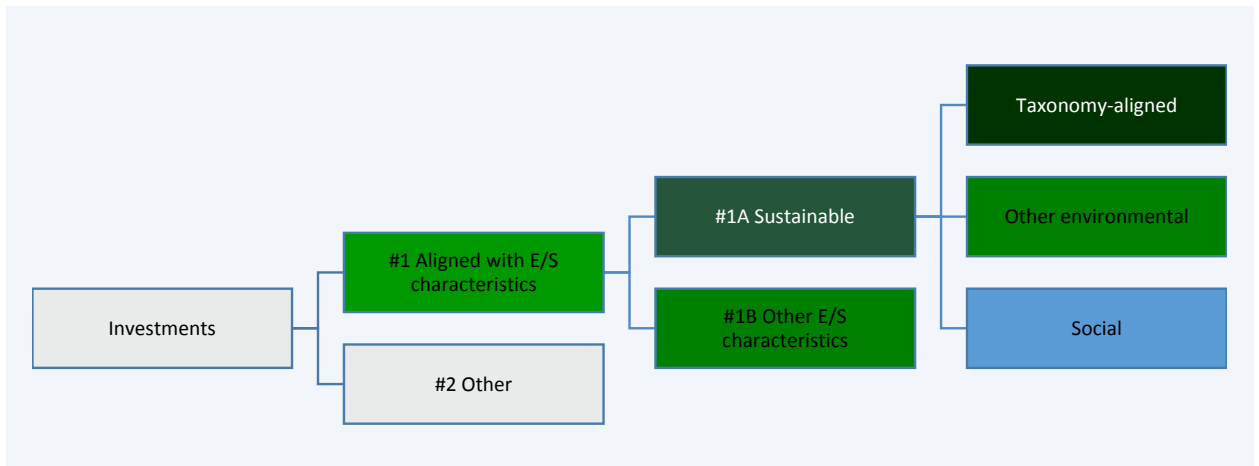 Taxonomy-aligned
#1A Sustainable
Other environmental
#1 Aligned with E/S
characteristics
Investments
#1B Other E/S
characteristics
Social
#2 Other